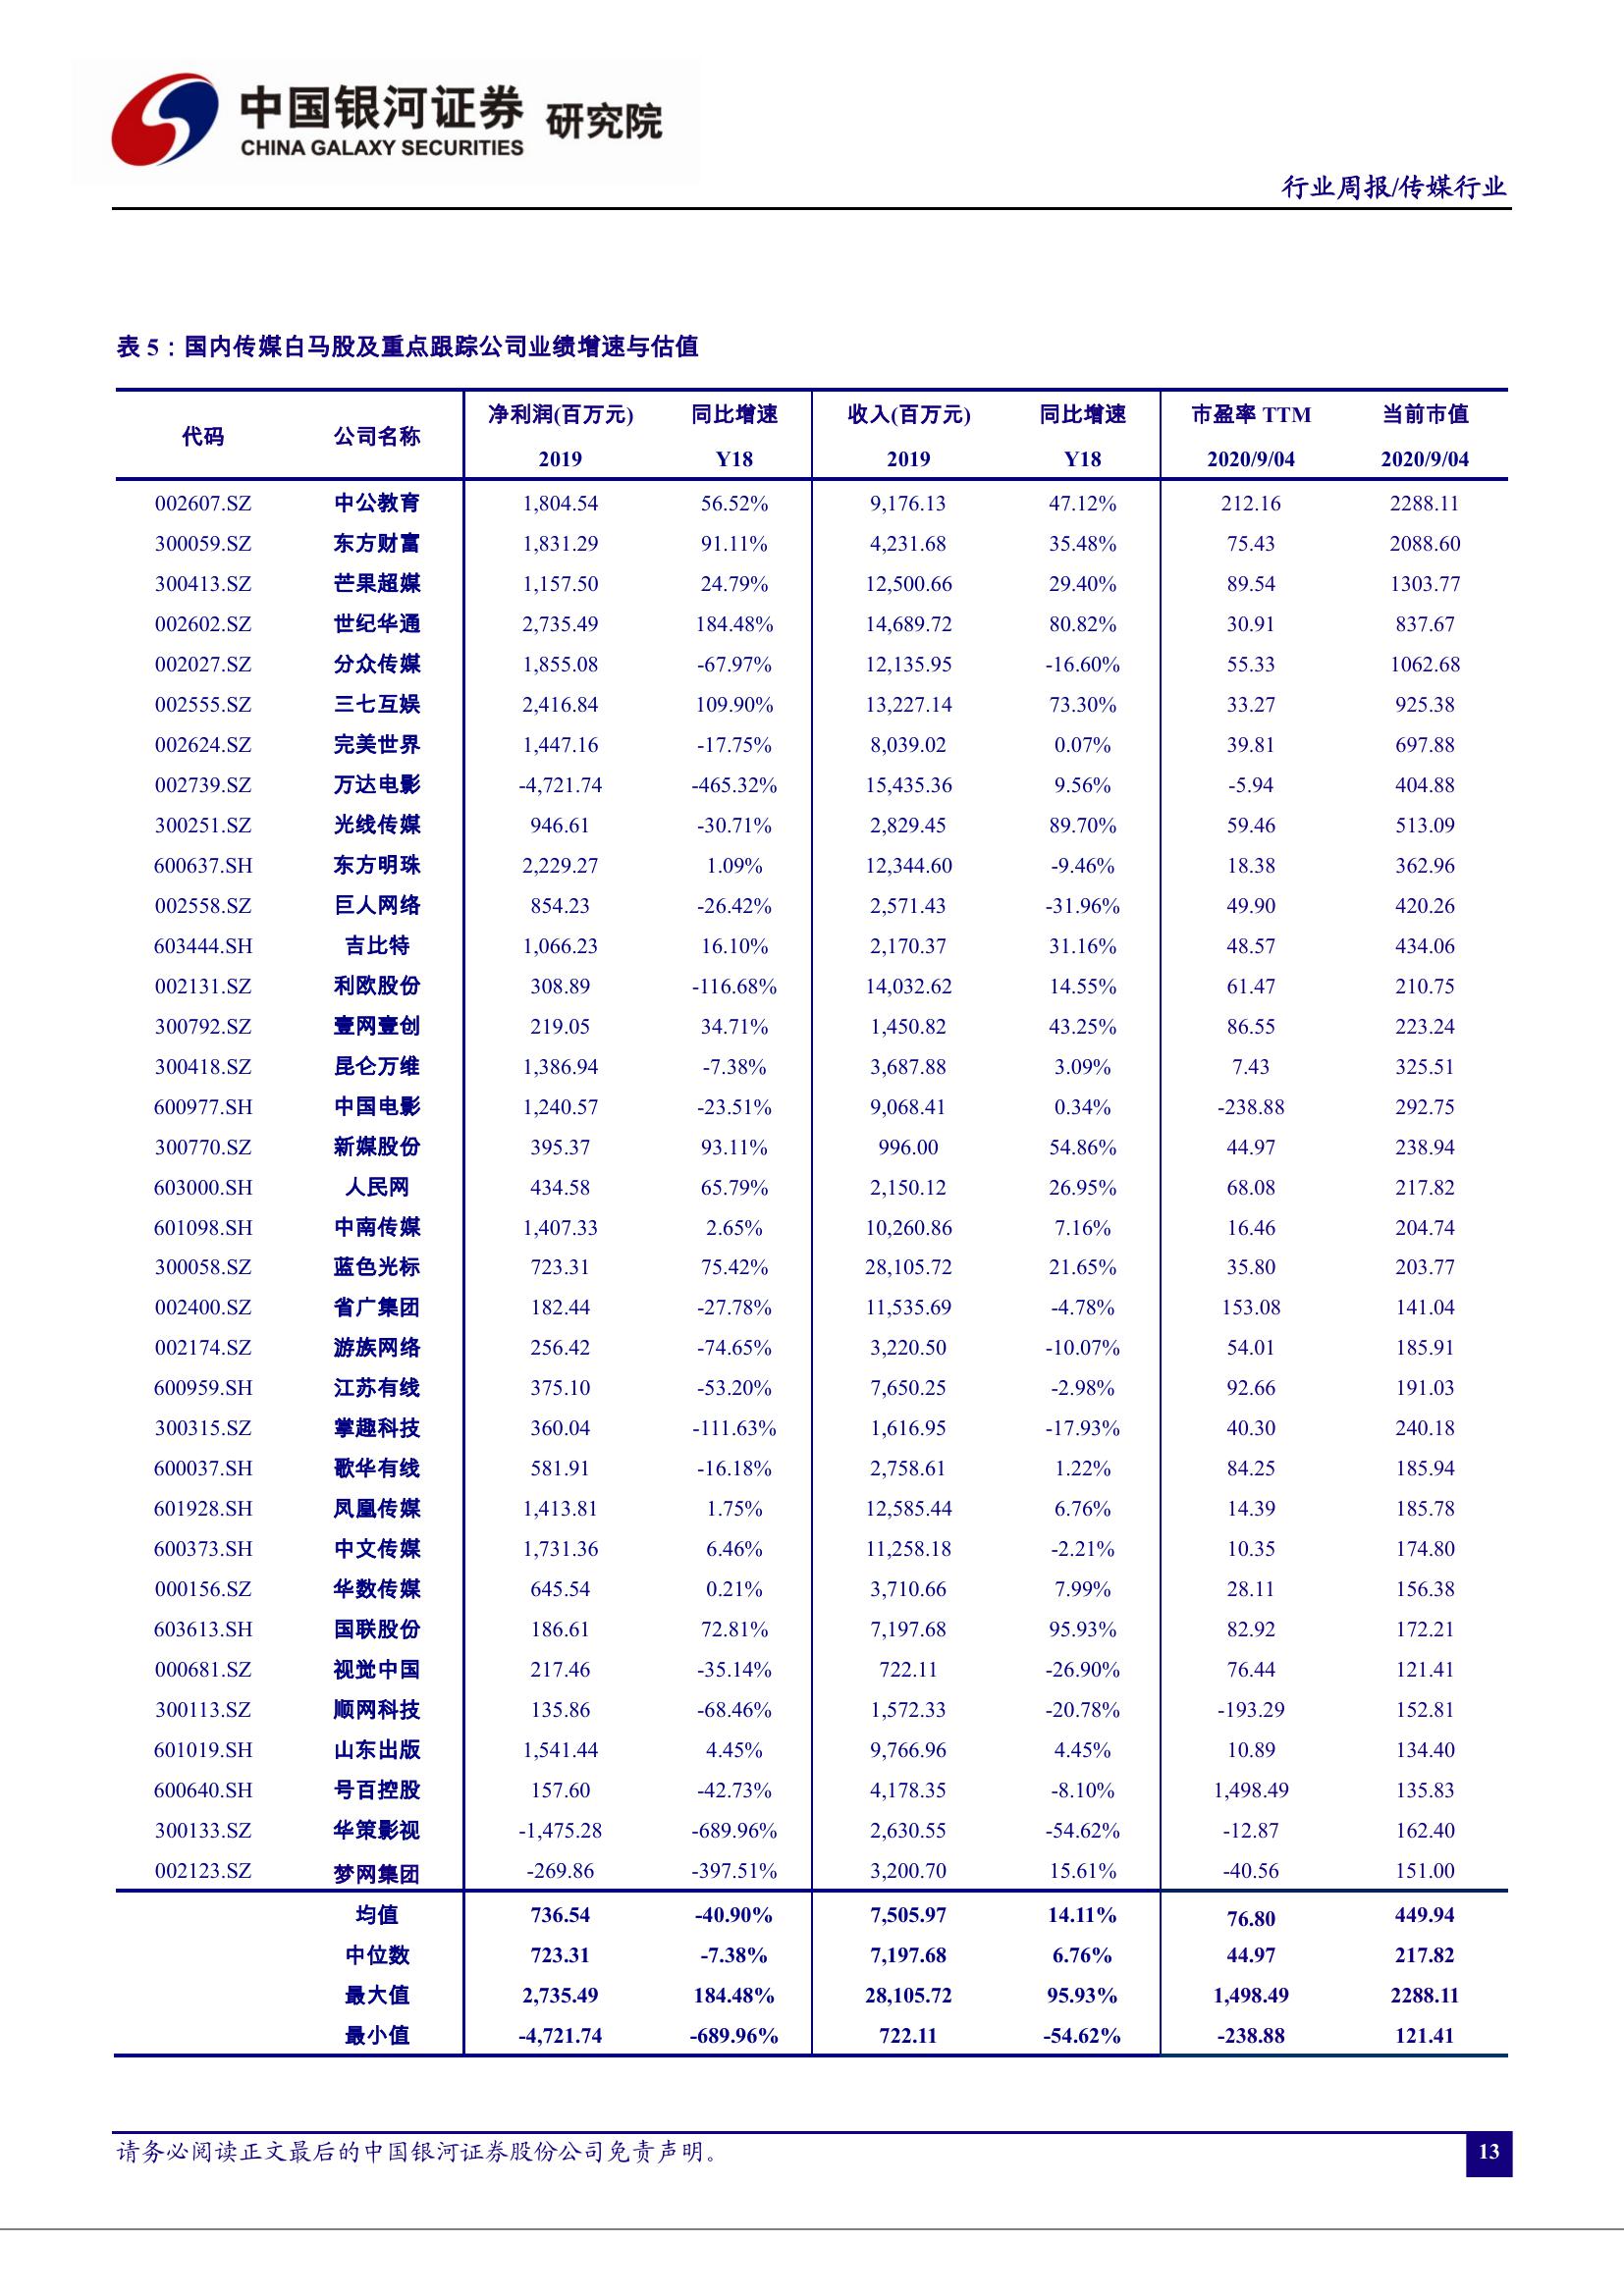 中国银河证券 研究院
CHINA GALAXY SECURITIES
行业周报/传媒行业
表 5：国内传媒白马股及重点跟踪公司业绩增速与估值
代码 公司名称 净利润(百万元) 同比增速 收入(百万元) 同比增速 市盈率 TTM 当前市值
2019 Y18 2019 Y18 2020/9/04 2020/9/04
002607.SZ 中公教育 1,804.54 56.52% 9,176.13 47.12% 212.16 2288.11
300059.SZ 东方财富 1,831.29 91.11% 4,231.68 35.48% 75.43 2088.60
300413.SZ 芒果超媒 1,157.50 24.79% 12,500.66 29.40% 89.54 1303.77
002602.SZ 世纪华通 2,735.49 184.48% 14,689.72 80.82% 30.91 837.67
002027.SZ 分众传媒 1,855.08 -67.97% 12,135.95 -16.60% 55.33 1062.68
002555.SZ 三七互娱 2,416.84 109.90% 13,227.14 73.30% 33.27 925.38
002624.SZ 完美世界 1,447.16 -17.75% 8,039.02 0.07% 39.81 697.88
002739.SZ 万达电影 -4,721.74 -465.32% 15,435.36 9.56% -5.94 404.88
300251.SZ 光线传媒 946.61 -30.71% 2,829.45 89.70% 59.46 513.09
600637.SH 东方明珠 2,229.27 1.09% 12,344.60 -9.46% 18.38 362.96
002558.SZ 巨人网络 854.23 -26.42% 2,571.43 -31.96% 49.90 420.26
603444.SH 吉比特 1,066.23 16.10% 2,170.37 31.16% 48.57 434.06
002131.SZ 利欧股份 308.89 -116.68% 14,032.62 14.55% 61.47 210.75
300792.SZ 壹网壹创 219.05 34.71% 1,450.82 43.25% 86.55 223.24
300418.SZ 昆仑万维 1,386.94 -7.38% 3,687.88 3.09% 7.43 325.51
600977.SH 中国电影 1,240.57 -23.51% 9,068.41 0.34% -238.88 292.75
300770.SZ 新媒股份 395.37 93.11% 996.00 54.86% 44.97 238.94
603000.SH 人民网 434.58 65.79% 2,150.12 26.95% 68.08 217.82
601098.SH 中南传媒 1,407.33 2.65% 10,260.86 7.16% 16.46 204.74
300058.SZ 蓝色光标 723.31 75.42% 28,105.72 21.65% 35.80 203.77
002400.SZ 省广集团 182.44 -27.78% 11,535.69 -4.78% 153.08 141.04
002174.SZ 游族网络 256.42 -74.65% 3,220.50 -10.07% 54.01 185.91
600959.SH 江苏有线 375.10 -53.20% 7,650.25 -2.98% 92.66 191.03
300315.SZ 掌趣科技 360.04 -111.63% 1,616.95 -17.93% 40.30 240.18
600037.SH 歌华有线 581.91 -16.18% 2,758.61 1.22% 84.25 185.94
601928.SH 凤凰传媒 1,413.81 1.75% 12,585.44 6.76% 14.39 185.78
600373.SH 中文传媒 1,731.36 6.46% 11,258.18 -2.21% 10.35 174.80
000156.SZ 华数传媒 645.54 0.21% 3,710.66 7.99% 28.11 156.38
603613.SH 国联股份 186.61 72.81% 7,197.68 95.93% 82.92 172.21
000681.SZ 视觉中国 217.46 -35.14% 722.11 -26.90% 76.44 121.41
300113.SZ 顺网科技 135.86 -68.46% 1,572.33 -20.78% -193.29 152.81
601019.SH 山东出版 1,541.44 4.45% 9,766.96 4.45% 10.89 134.40
600640.SH 号百控股 157.60 -42.73% 4,178.35 -8.10% 1,498.49 135.83
300133.SZ 华策影视 -1,475.28 -689.96% 2,630.55 -54.62% -12.87 162.40
002123.SZ 梦网集团 -269.86 -397.51% 3,200.70 15.61% -40.56 151.00
均值 736.54 -40.90% 7,505.97 14.11% 76.80 449.94
中位数 723.31 -7.38% 7,197.68 6.76% 44.97 217.82
最大值 2,735.49 184.48% 28,105.72 95.93% 1,498.49 2288.11
最小值 -4,721.74 -689.96% 722.11 -54.62% -238.88 121.41
请务必阅读正文最后的中国银河证券股份公司免责声明。
13